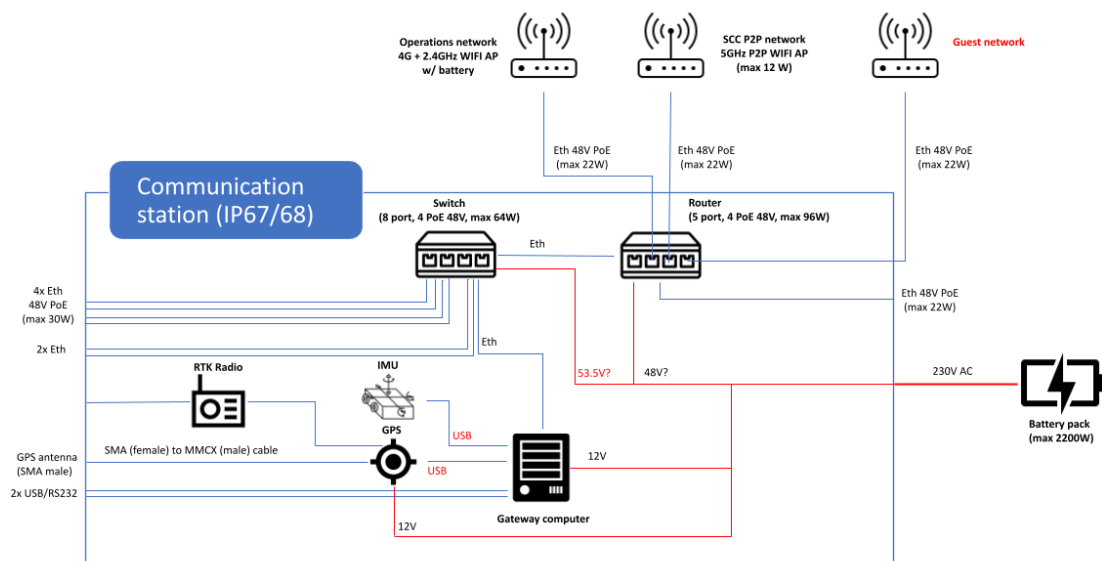 Operations network
4G + 2.4GHz WIFI AP
w/ battery
SCC P2P network
5GHz P2P WIFI AP
(max 12 W)
Guest network
Eth 48V PoE
(max 22W)
Eth 48V PoE
(max 22W)
Eth 48V PoE
(max 22W)
Communication
station (IP67/68)
Switch
(8 port, 4 PoE 48V, max 64W)
Router
(5 port, 4 PoE 48V, max 96W)
Eth
4x Eth
48V PoE
(max 30W)
Eth 48V PoE
(max 22W)
2x Eth
Eth
RTK Radio
IMU
53.5V?
48V?
230V AC
Battery pack
(max 2200W)
GPS
USB
SMA (female) to MMCX (male) cable
GPS antenna
(SMA male)
USB
12V
2x USB/RS232
Gateway computer
12V